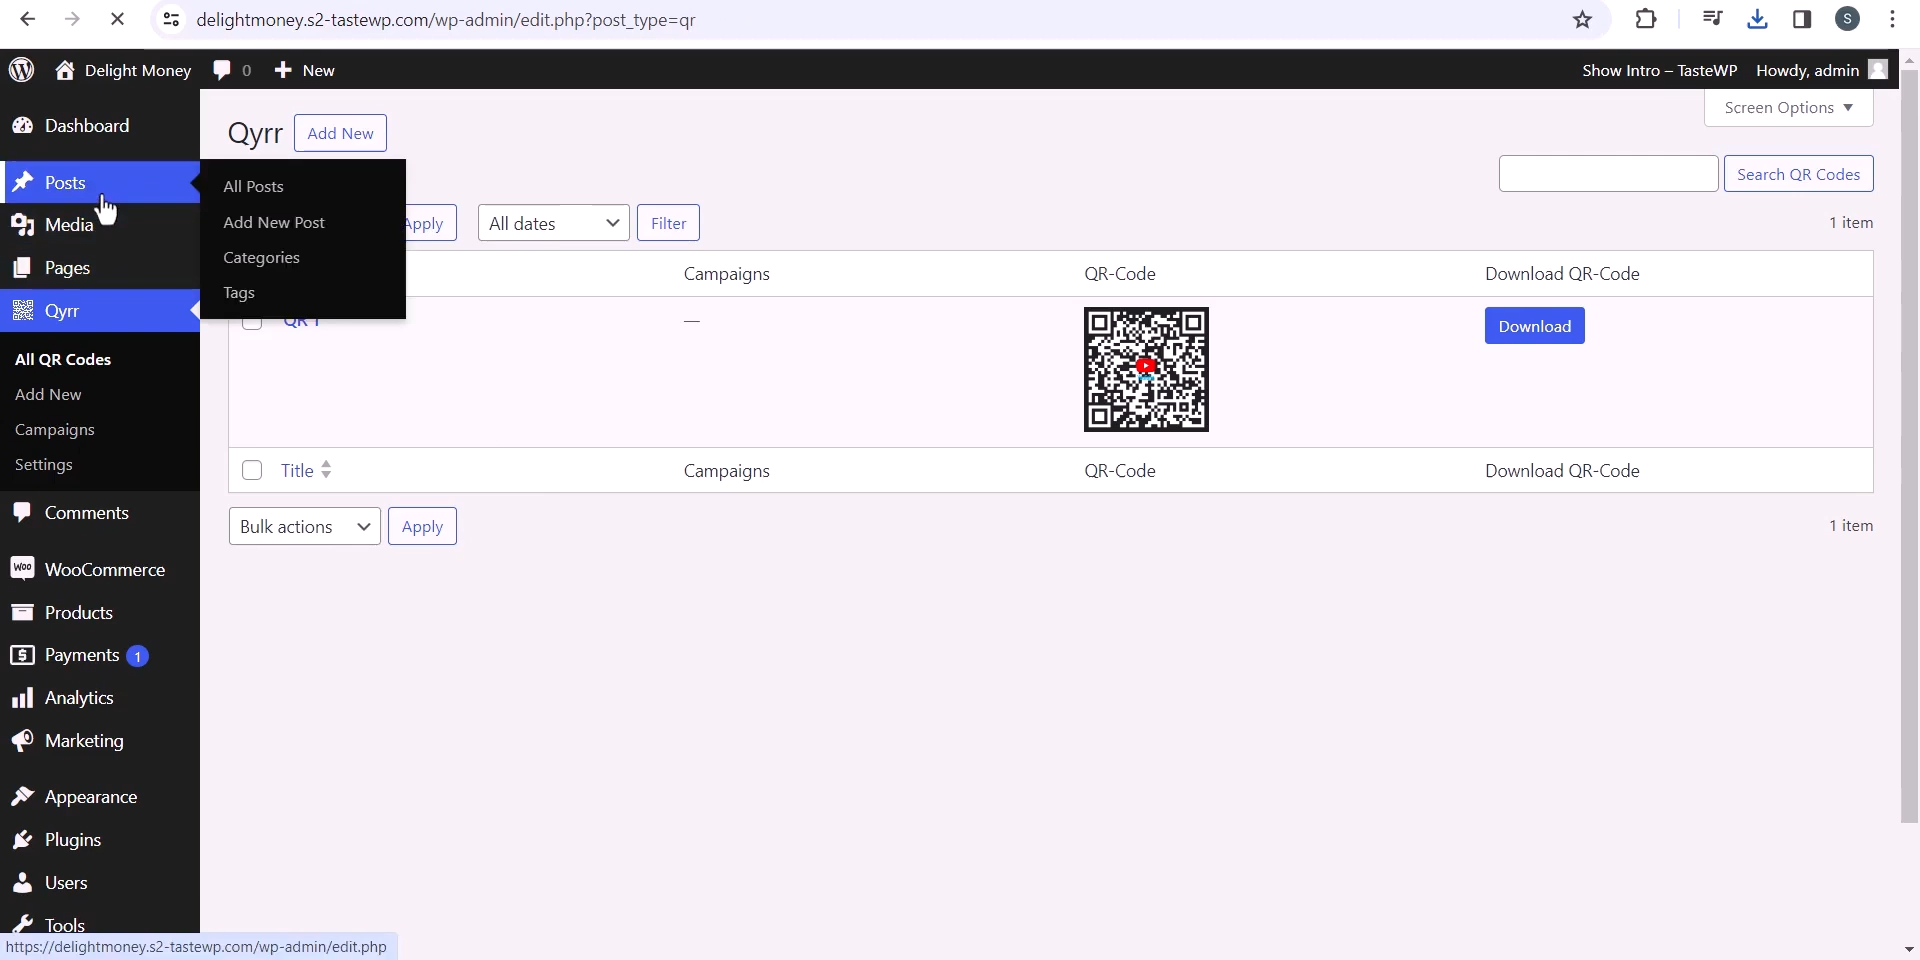 delightmoney.s2-tastewp.com/wp-admin/edit.php?post_type=qr
S
Delight Money
0
New
Show Intro – TasteWP
Howdy, admin
Dashboard
Posts
Media
Pages
Qyrr
All QR Codes
Add New
Campaigns
Settings
Comments
Woo
WooCommerce
Products
Payments 1
Analytics
Marketing
Appearance
Plugins
Users
Tools
All Posts
Add New Post
Categories
Tags
Qyrr
Add New
Screen Options
Search QR Codes
Apply
All dates
Filter
1 item
Campaigns
QR-Code
Download QR-Code
QR 1
—
Download
Title
Campaigns
QR-Code
Download QR-Code
Bulk actions
Apply
1 item
https://delightmoney.s2-tastewp.com/wp-admin/edit.php